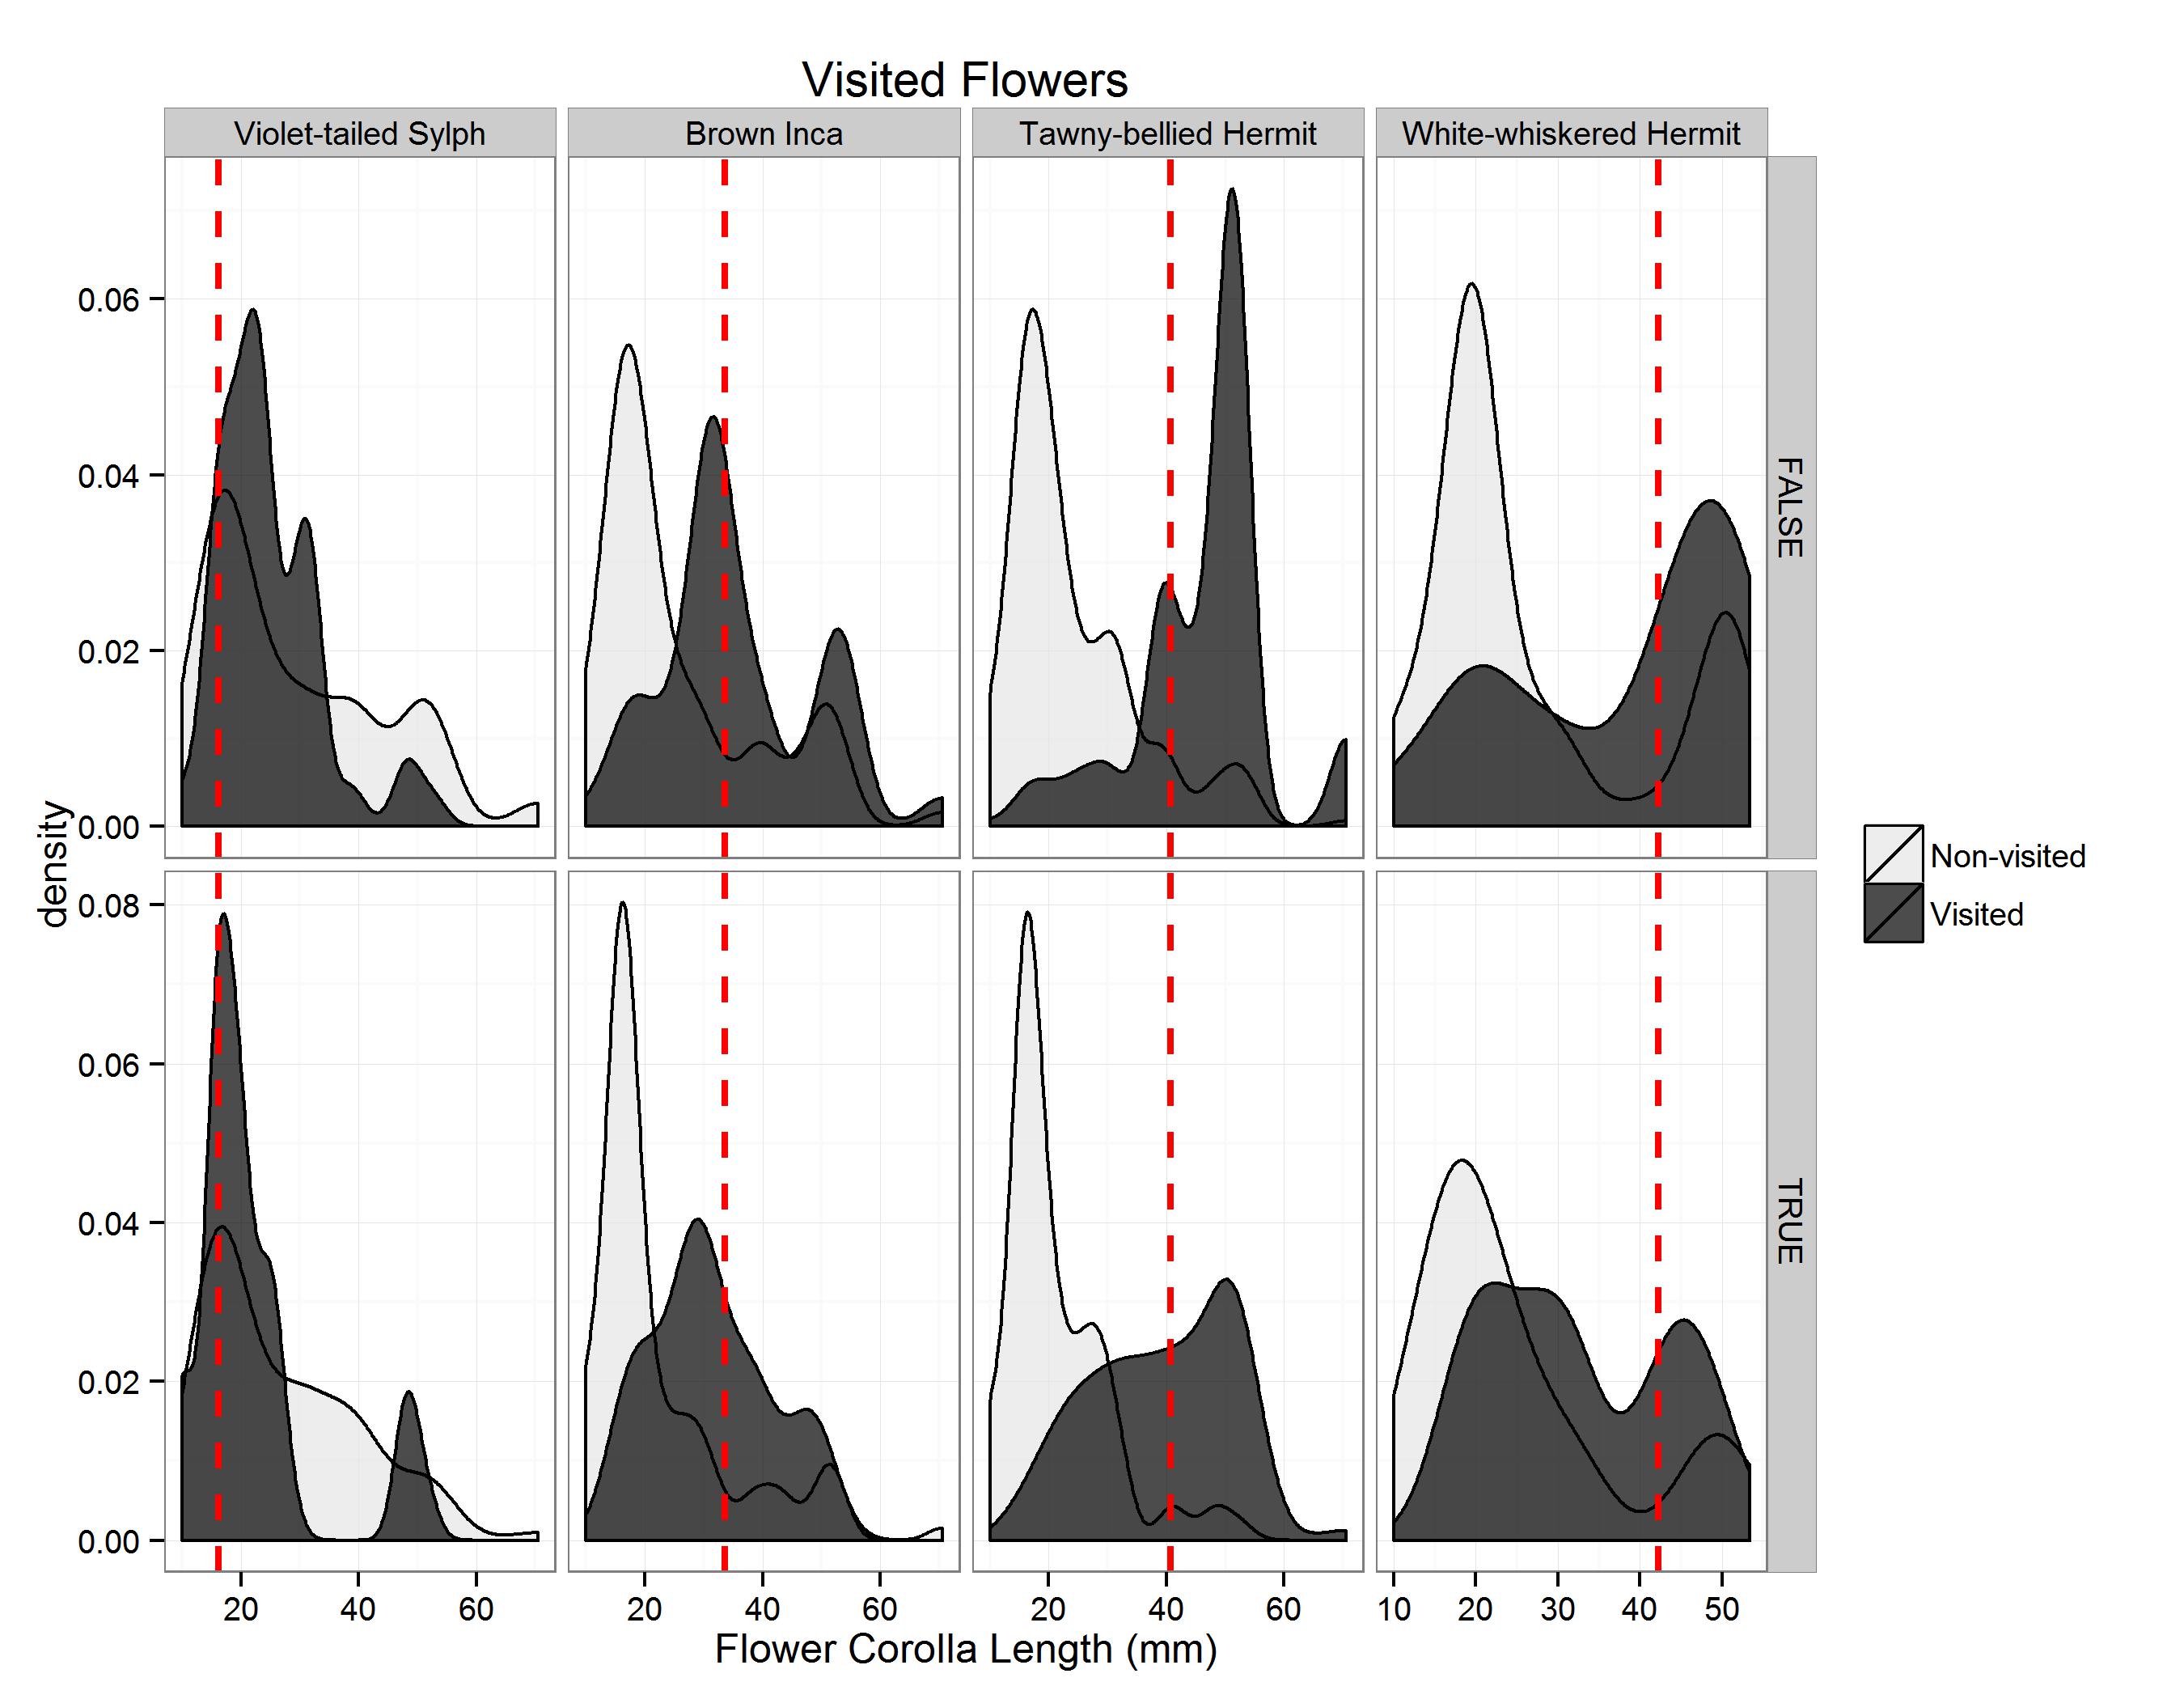 Visited Flowers
Violet-tailed Sylph Brown Inca Tawny-bellied Hermit White-whiskered Hermit
0.06
0.04
0.02
0.00
FALSE
density
Non-visited
Visited
0.08
0.06
0.04
0.02
0.00
TRUE
20 40 60 20 40 60 20 40 60 10 20 30 40 50
Flower Corolla Length (mm)